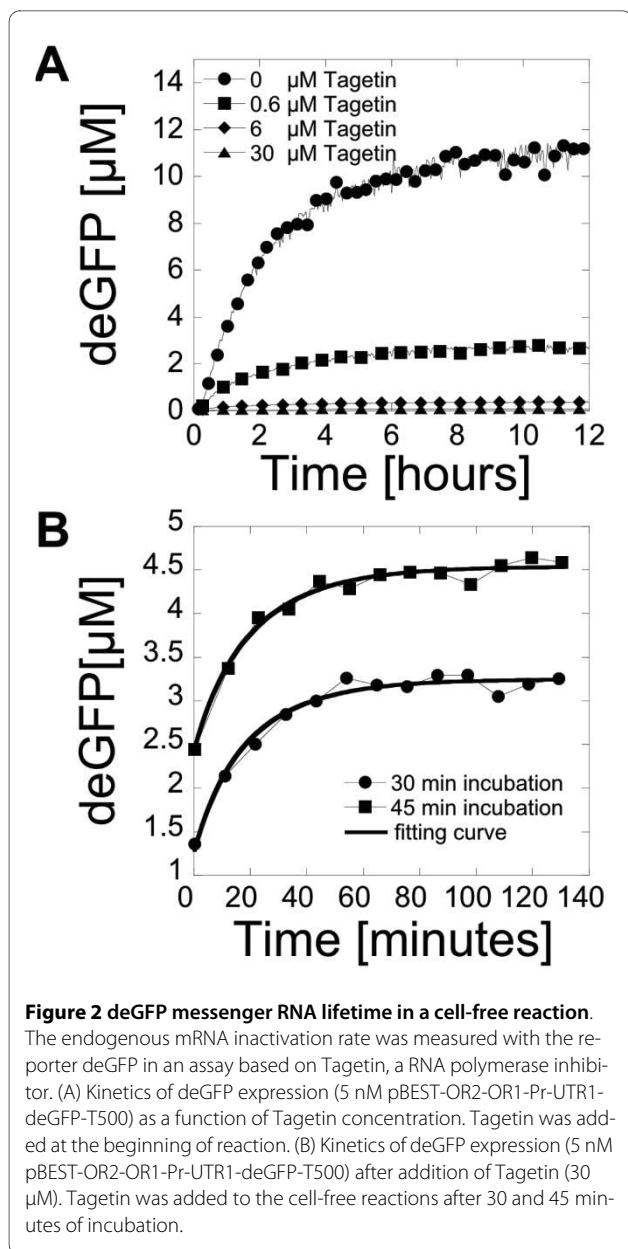 A
deGFP [µM]
14
12
10
8
6
4
2
0
0 µM Tagetin
0.6 µM Tagetin
6 µM Tagetin
30 µM Tagetin
0 2 4 6 8 10 12
Time [hours]
B
deGFP[µM]
5
4.5
4
3.5
3
2.5
2
1.5
1
30 min incubation
45 min incubation
fitting curve
0 20 40 60 80 100 120 140
Time [minutes]
Figure 2 deGFP messenger RNA lifetime in a cell-free reaction.
The endogenous mRNA inactivation rate was measured with the re-
porter deGFP in an assay based on Tagetin, a RNA polymerase inhibi-
tor. (A) Kinetics of deGFP expression (5 nM pBEST-OR2-OR1-Pr-UTR1-
deGFP-T500) as a function of Tagetin concentration. Tagetin was add-
ed at the beginning of reaction. (B) Kinetics of deGFP expression (5 nM
pBEST-OR2-OR1-Pr-UTR1-deGFP-T500) after addition of Tagetin (30
µM). Tagetin was added to the cell-free reactions after 30 and 45 min-
utes of incubation.